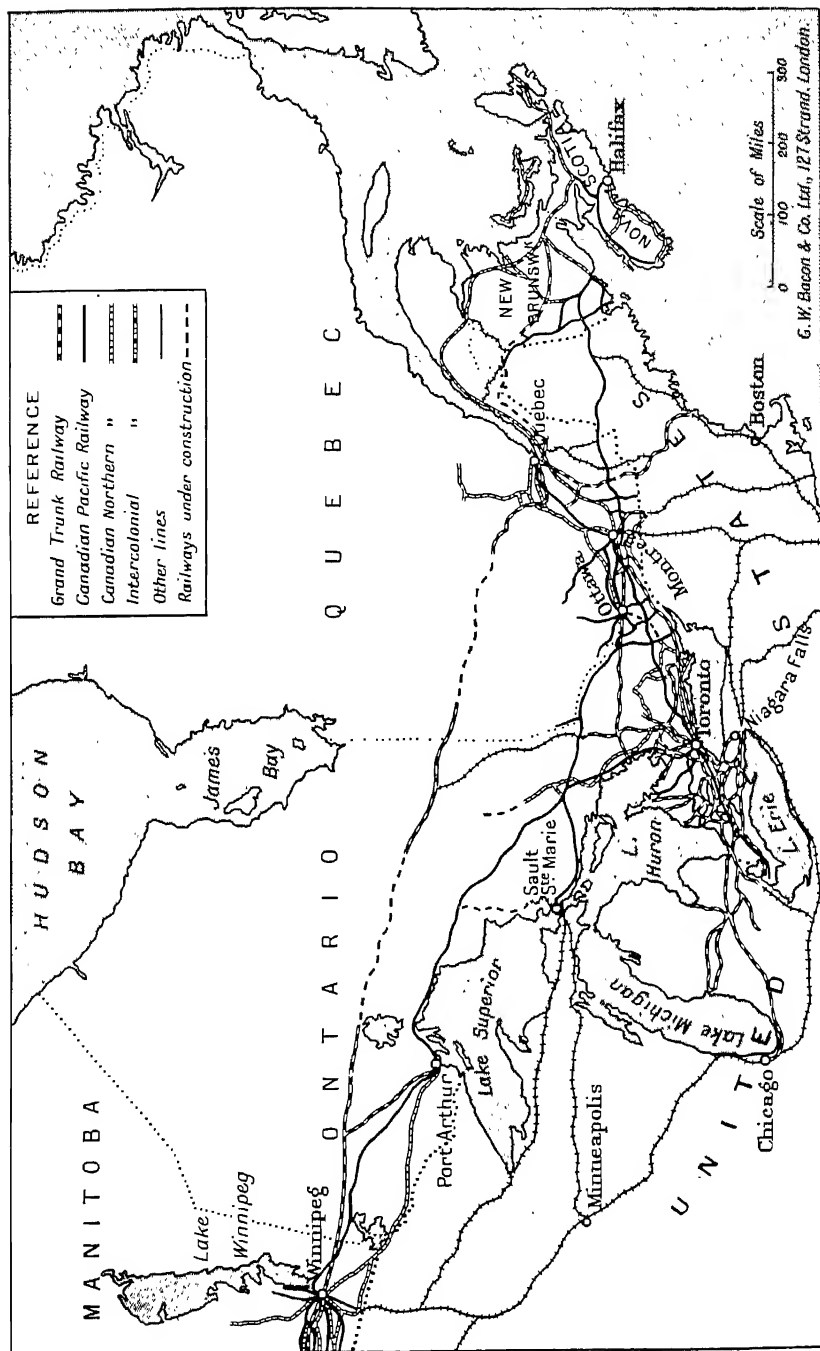 REFERENCE
Grand Trunk Railway
Canadian Pacific Railway
Canadian Northern "
Intercolonial "
Other lines
Railways under construction
HUDSON
BAY
James
Bay
MANITOBA
Lake
Winnipeg
Winnipeg
ONTARIO
QUEBEC
Port Arthur
Lake Superior
Sault
Ste Marie
L.
Huron
Lake Michigan
L. Erie
Toronto
Niagara Falls
Ottawa
Montreal
Quebec
NEW
BRUNSWK
NOVA SCOTIA
Halifax
Boston
Minneapolis
Chicago
UNITED
STATES
Scale of Miles
0 100 200 300
G.W. Bacon & Co. Ltd., 127 Strand, London.